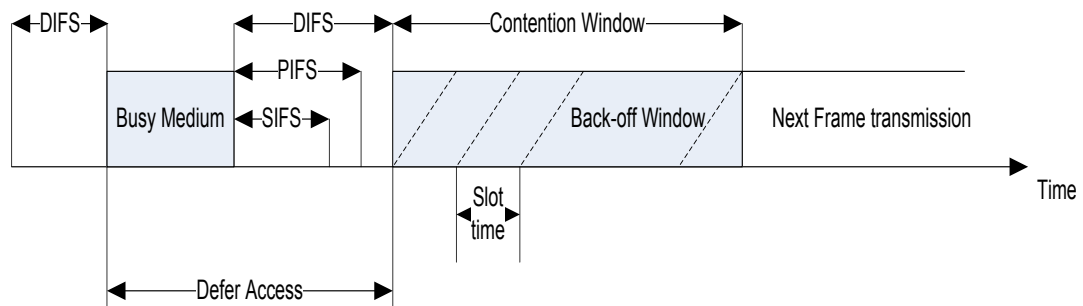 DIFS
DIFS
Contention Window
PIFS
Busy Medium
SIFS
Back-off Window
Next Frame transmission
Time
Slot
time
Defer Access